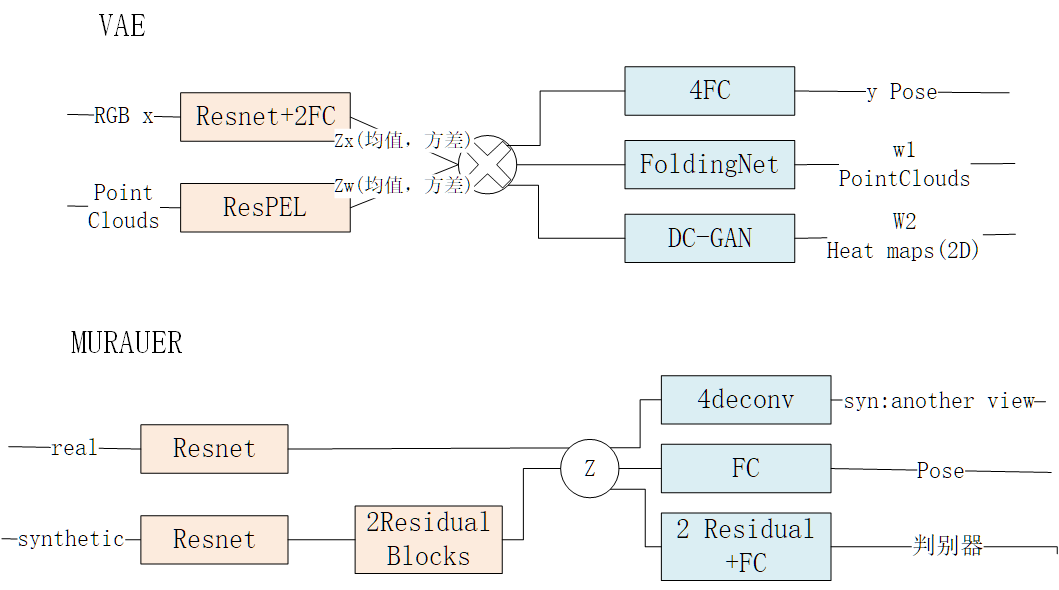 VAE
RGB x
Resnet+2FC
Zx(均值，方差)
4FC
y Pose
Point
Clouds
ResPEL
Zw(均值，方差)
FoldingNet
w1
PointClouds
DC-GAN
W2
Heat maps(2D)
MURAUER
real
Resnet
Z
4deconv
syn:another view
FC
Pose
synthetic
Resnet
2Residual
Blocks
2 Residual
+FC
判别器